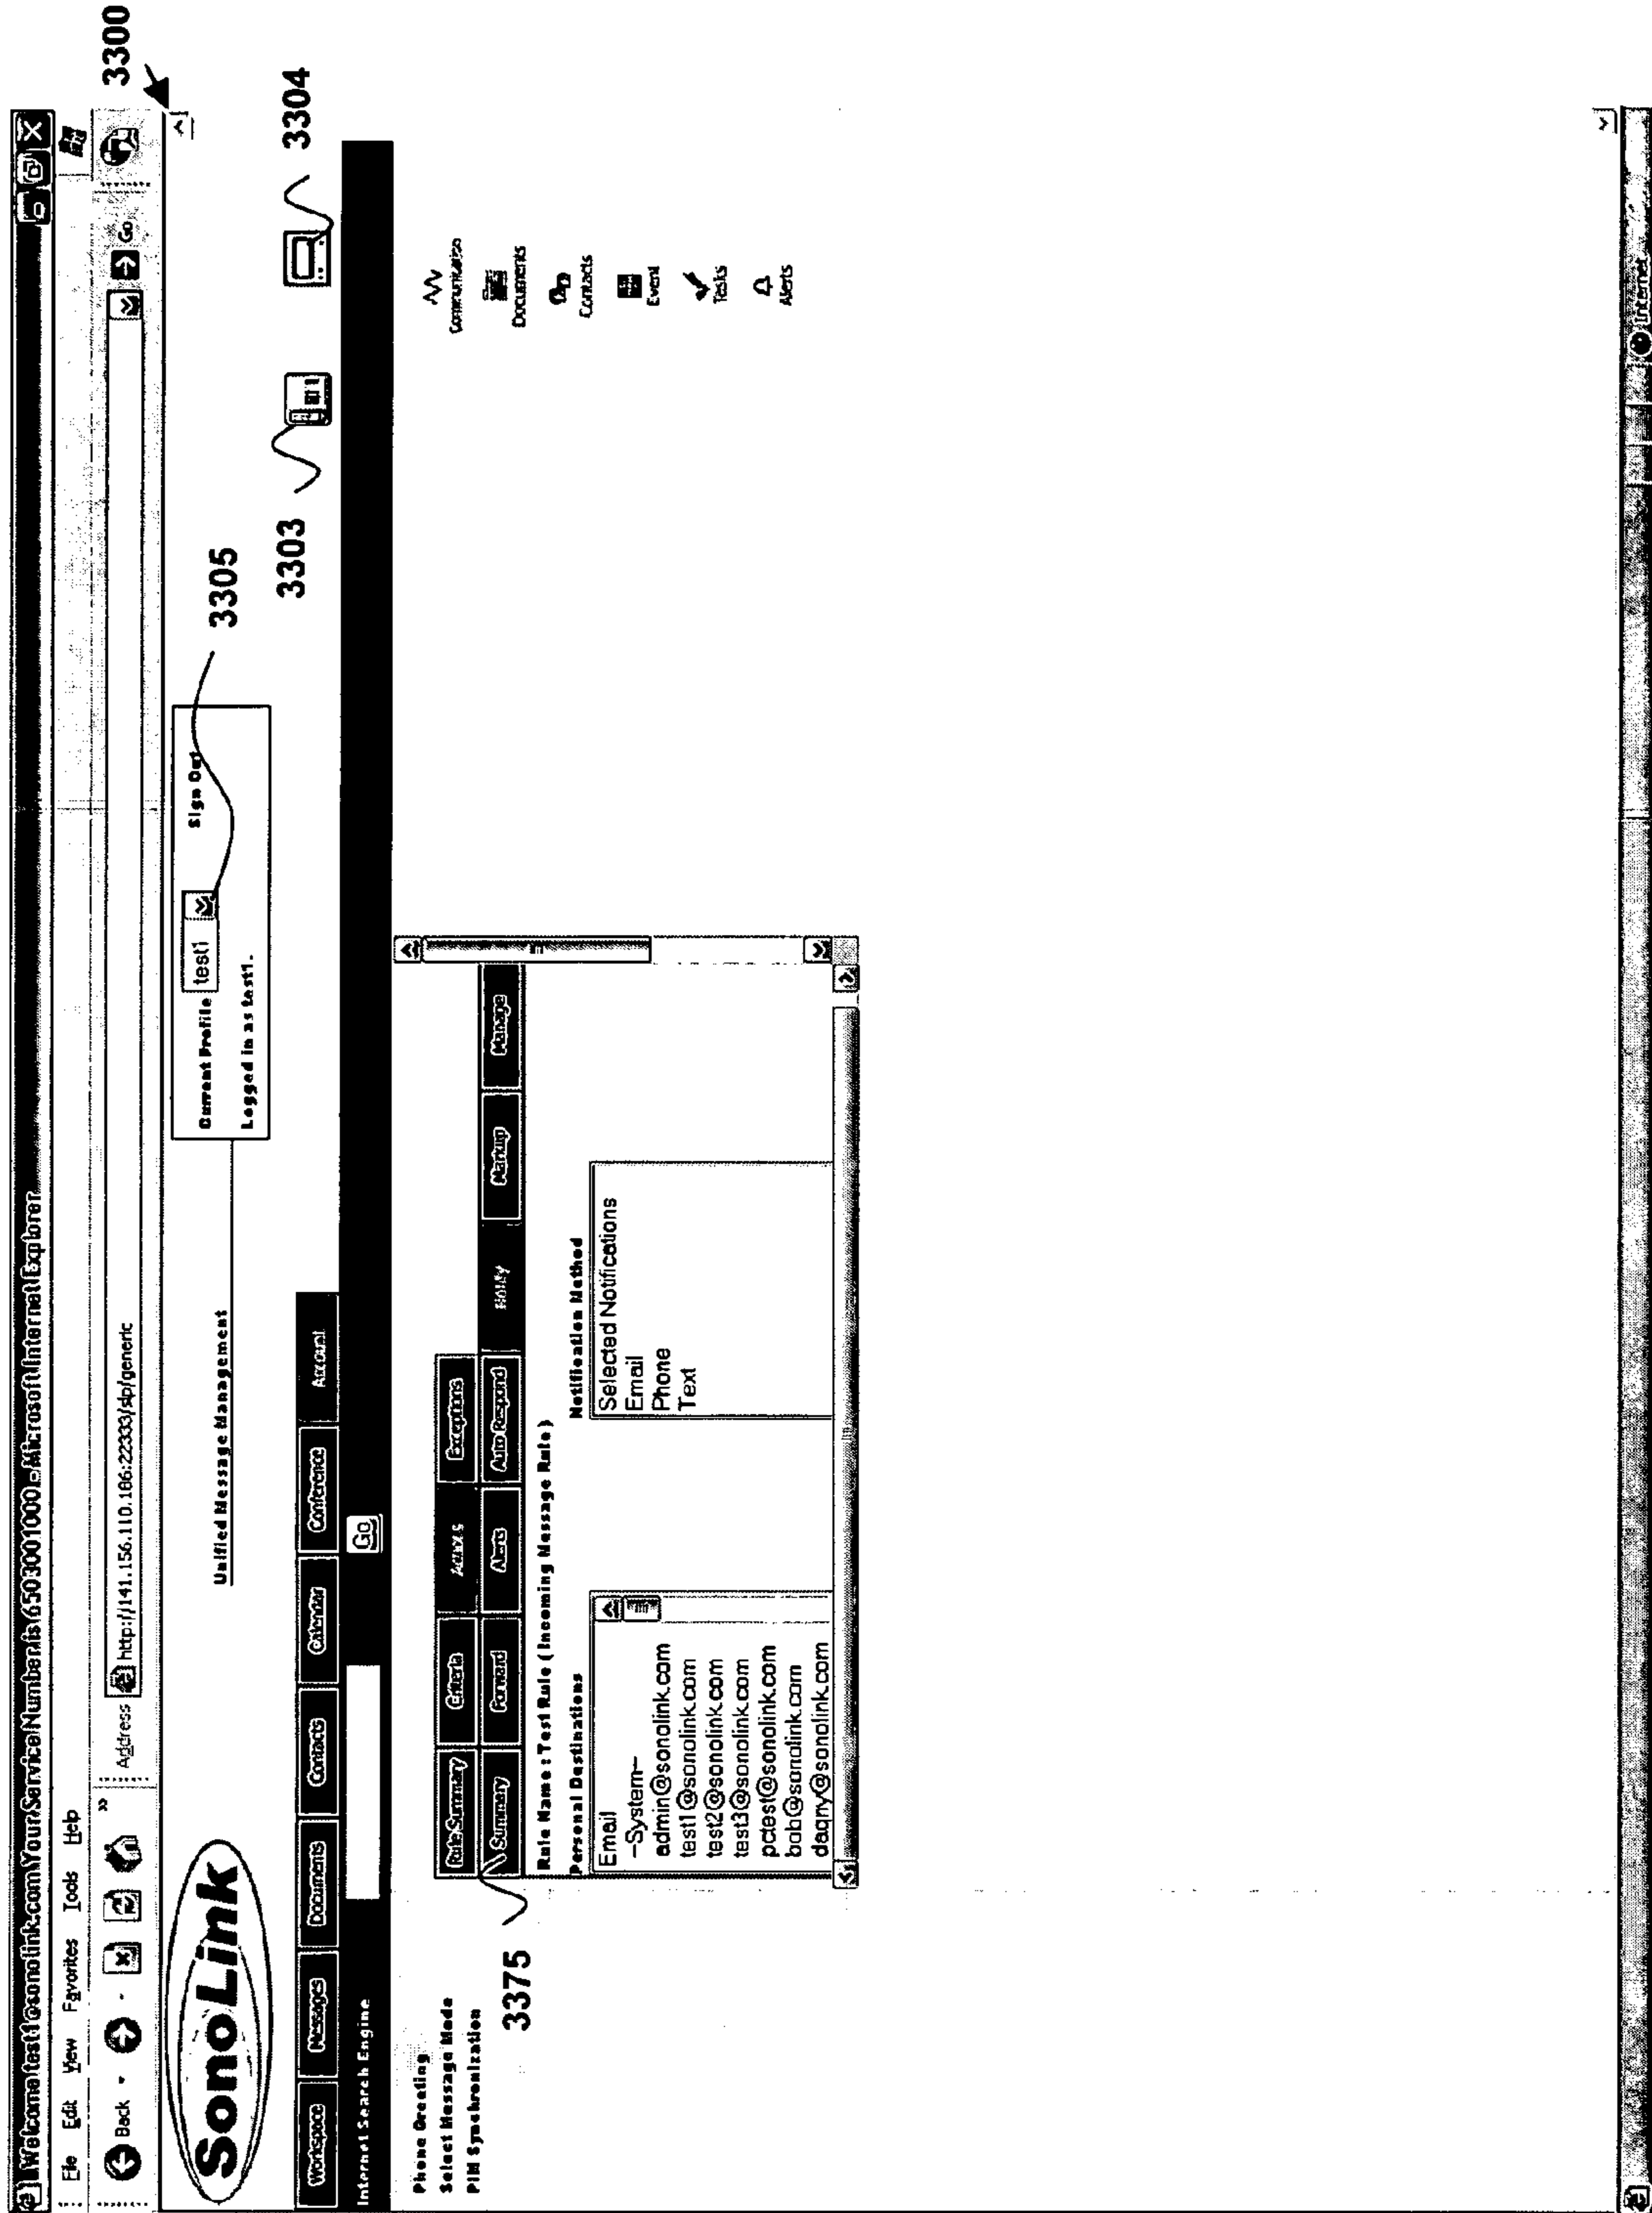 Welcome test1@sonolink.com Your Service Number is 6503001000 - Microsoft Internet Explorer
File Edit View Favorites Tools Help
Back » Address http://141.156.110.186:22333/slp/generic Go
3300
SonoLink
Unified Message Management
Current Profile test1 Sign Out
Logged in as test1.
3305
3303
3304
Workspace Messages Documents Contacts Calendar Conference Account
Internet Search Engine Go
Phone Greeting
Select Message Mode
PIM Synchronization
3375
Rule Summary Criteria Actions Exceptions
Summary Forward Alerts Auto Respond Notify Markup Manage
Rule Name : Test Rule ( Incoming Message Rule )
Personal Destinations
Email
--System--
admin@sonolink.com
test1@sonolink.com
test2@sonolink.com
test3@sonolink.com
pctest@sonolink.com
bob@sonolink.com
daqny@sonolink.com
Notification Method
Selected Notifications
Email
Phone
Text
Communication
Documents
Contacts
Event
Tasks
Alerts
Internet